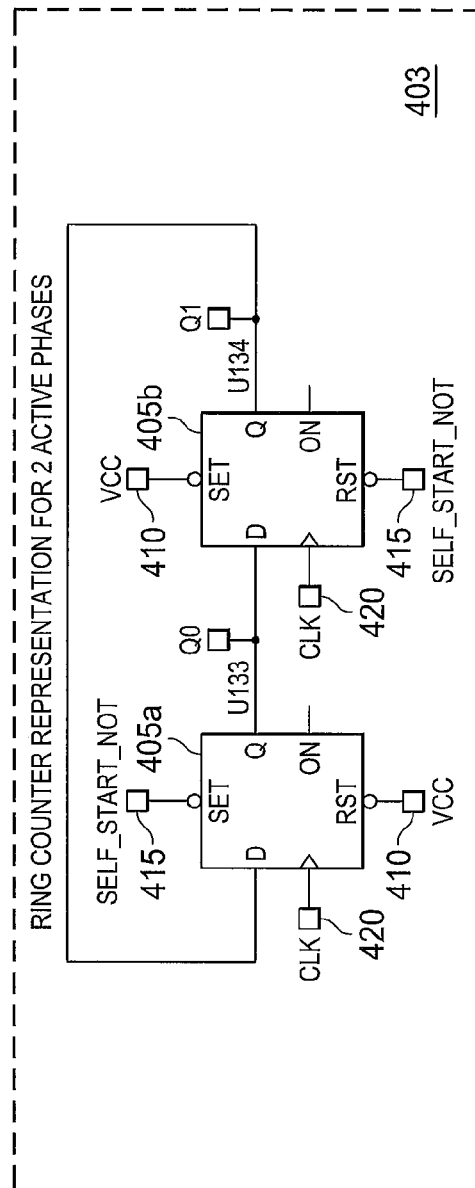 RING COUNTER REPRESENTATION FOR 2 ACTIVE PHASES
SELF_START_NOT
415
405a
SET
D
Q
ON
RST
CLK
420
410
VCC
U133
Q0
VCC
410
405b
SET
D
Q
ON
RST
CLK
420
415
SELF_START_NOT
U134
Q1
403